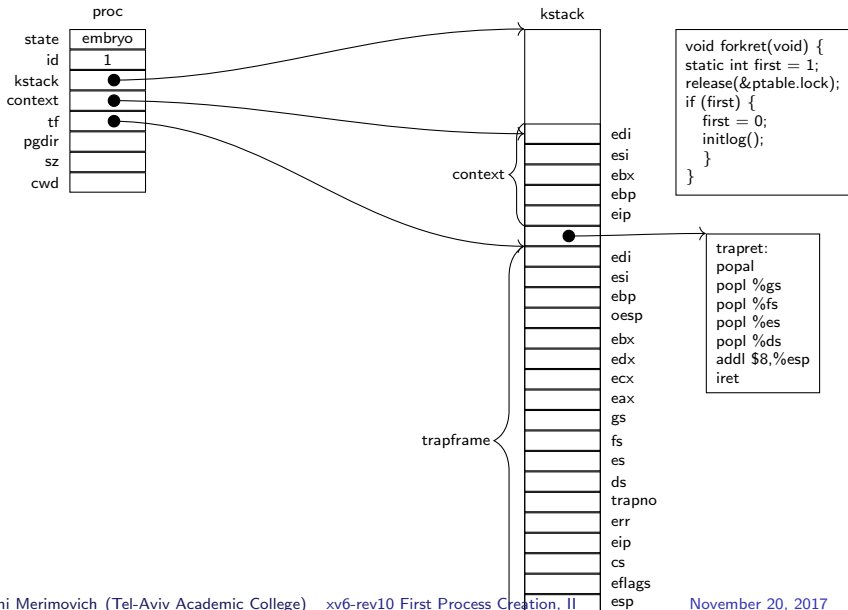 proc
state embryo
id 1
kstack
context
tf
pgdir
sz
cwd
kstack
context
edi
esi
ebx
ebp
eip
trapframe
edi
esi
ebp
oesp
ebx
edx
ecx
eax
gs
fs
es
ds
trapno
err
eip
cs
eflags
esp
void forkret(void) {
static int first = 1;
release(&ptable.lock);
if (first) {
first = 0;
initlog();
}
}
trapret:
popal
popl %gs
popl %fs
popl %es
popl %ds
addl $8,%esp
iret
Merimovich (Tel-Aviv Academic College) xv6-rev10 First Process Creation, II November 20, 2017